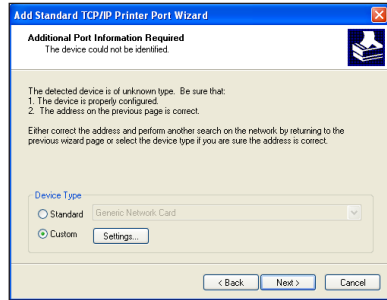 Add Standard TCP/IP Printer Port Wizard
Additional Port Information Required
The device could not be identified.
The detected device is of unknown type. Be sure that:
1. The device is properly configured.
2. The address on the previous page is correct.
Either correct the address and perform another search on the network by returning to the
previous wizard page or select the device type if you are sure the address is correct.
Device Type
Standard Generic Network Card
Custom Settings...
< Back Next > Cancel